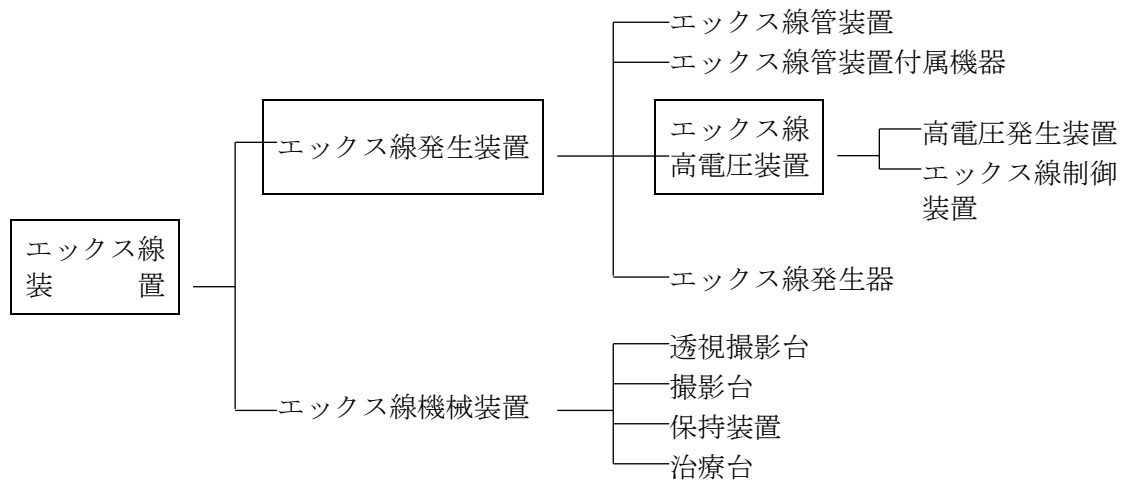 エックス線管装置
エックス線管装置付属機器
エックス線発生装置
エックス線
高電圧装置
高電圧発生装置
エックス線制御
装置
エックス線
装　　　置
エックス線発生器
エックス線機械装置
透視撮影台
撮影台
保持装置
治療台